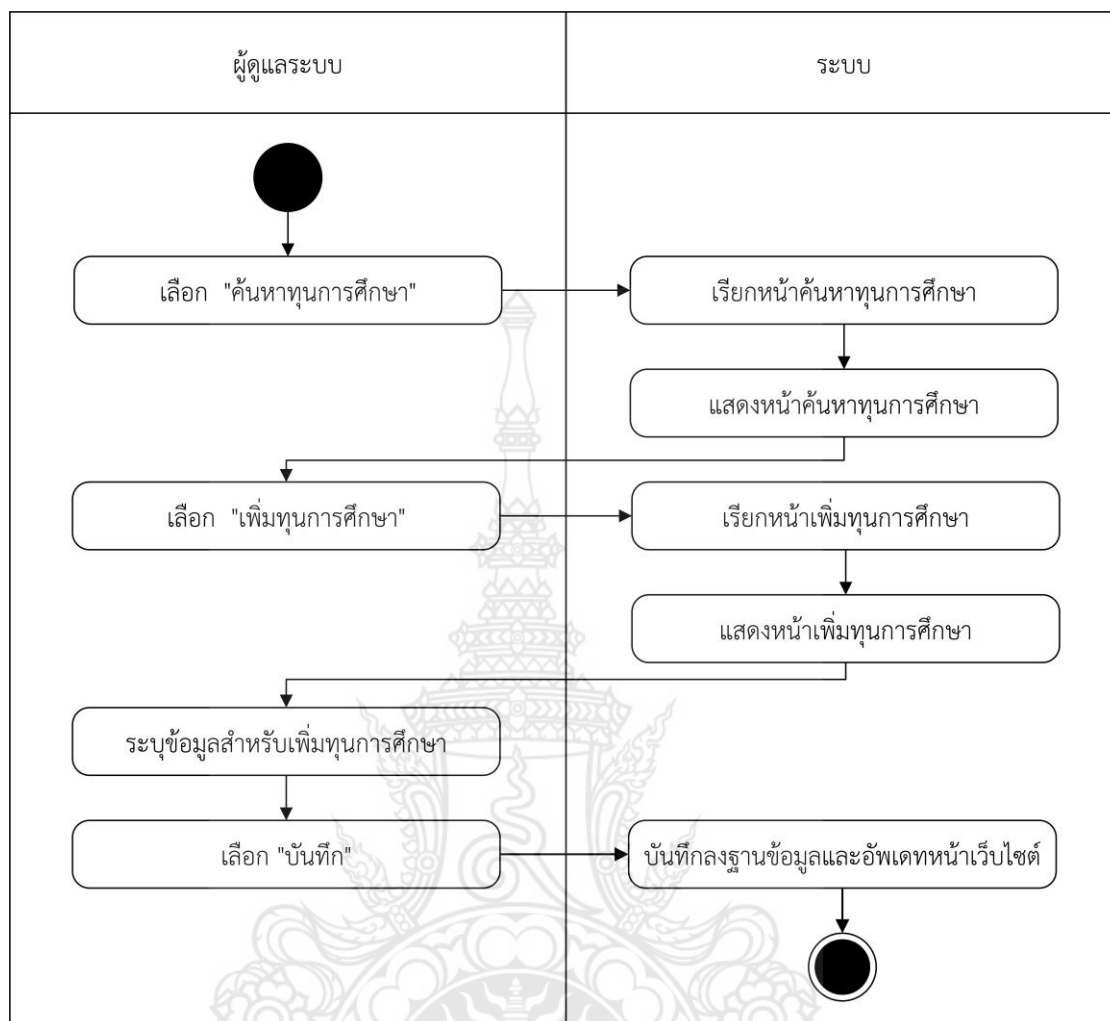 ผู้ดูแลระบบ
ระบบ
เลือก "ค้นหาทุนการศึกษา"
เรียกหน้าค้นหาทุนการศึกษา
แสดงหน้าค้นหาทุนการศึกษา
เลือก "เพิ่มทุนการศึกษา"
เรียกหน้าเพิ่มทุนการศึกษา
แสดงหน้าเพิ่มทุนการศึกษา
ระบุข้อมูลสำหรับเพิ่มทุนการศึกษา
เลือก "บันทึก"
บันทึกลงฐานข้อมูลและอัพเดทหน้าเว็บไซต์